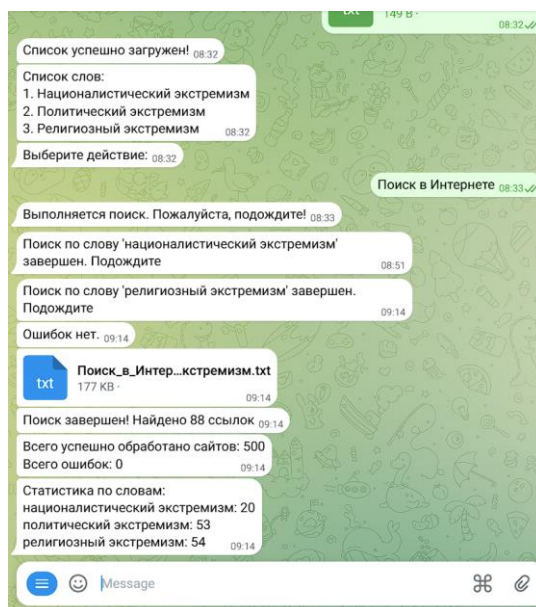 txt
149 B ·
08:32
Список успешно загружен! 08:32
Список слов:
1. Националистический экстремизм
2. Политический экстремизм
3. Религиозный экстремизм 08:32
Выберите действие: 08:32
Поиск в Интернете 08:33
Выполняется поиск. Пожалуйста, подождите! 08:33
Поиск по слову 'националистический экстремизм'
завершен. Подождите 08:51
Поиск по слову 'религиозный экстремизм' завершен.
Подождите 09:14
Ошибок нет. 09:14
txt
Поиск_в_Интер...кстремизм.txt
177 KB ·
09:14
Поиск завершен! Найдено 88 ссылок 09:14
Всего успешно обработано сайтов: 500
Всего ошибок: 0 09:14
Статистика по словам:
националистический экстремизм: 20
политический экстремизм: 53
религиозный экстремизм: 54 09:14
Message